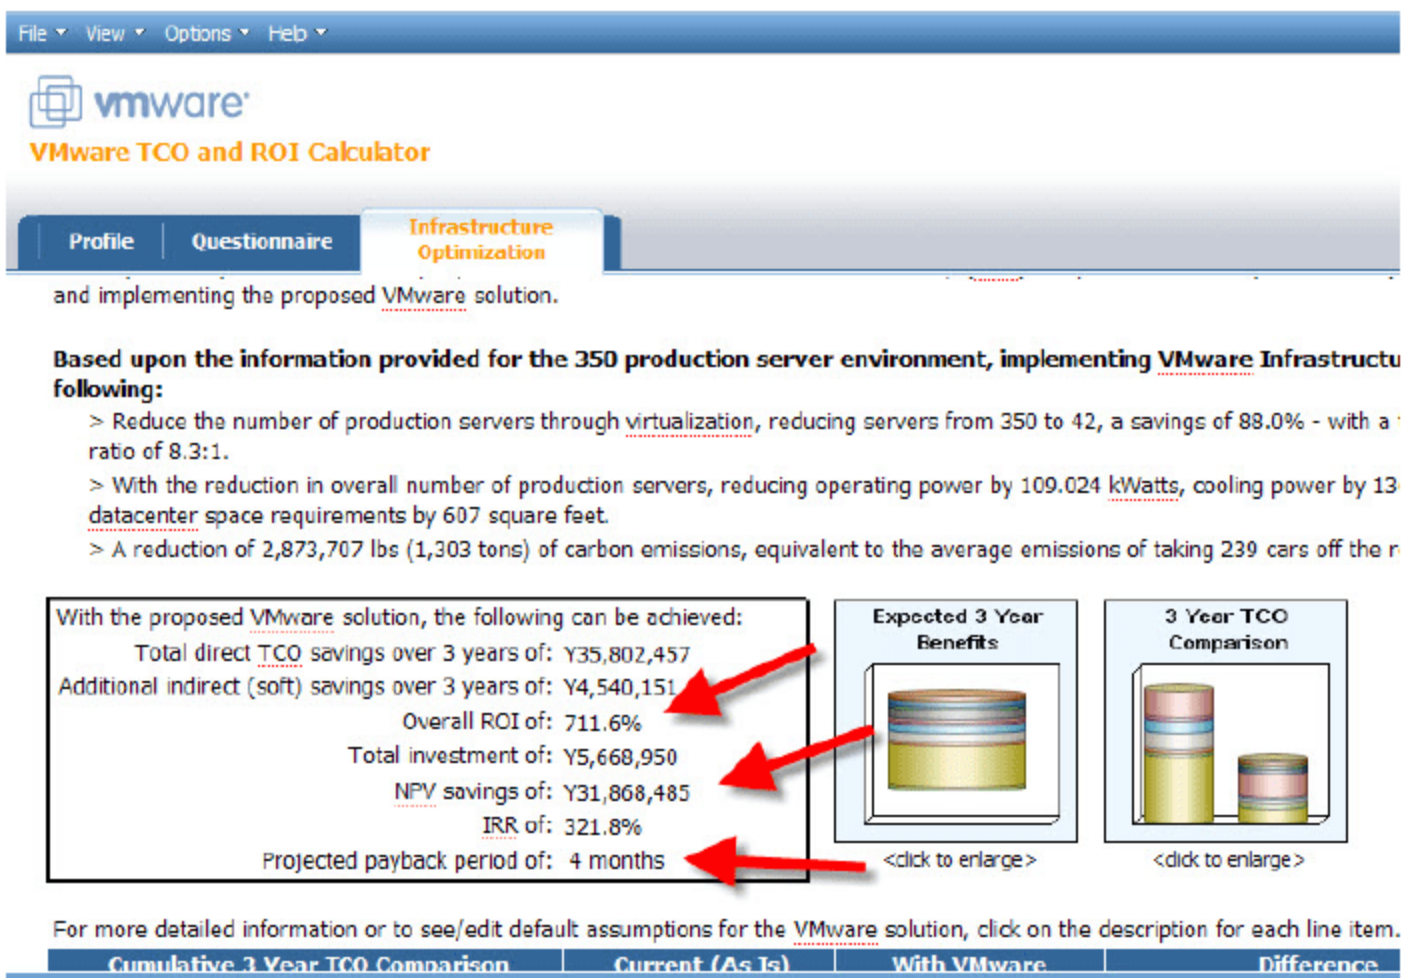 File View Options Help
vmware
VMware TCO and ROI Calculator
Profile Questionnaire Infrastructure
Optimization
and implementing the proposed VMware solution.
Based upon the information provided for the 350 production server environment, implementing VMware Infrastructu
following:
> Reduce the number of production servers through virtualization, reducing servers from 350 to 42, a savings of 88.0% - with a
ratio of 8.3:1.
> With the reduction in overall number of production servers, reducing operating power by 109.024 kWatts, cooling power by 13
datacenter space requirements by 607 square feet.
> A reduction of 2,873,707 lbs (1,303 tons) of carbon emissions, equivalent to the average emissions of taking 239 cars off the r
With the proposed VMware solution, the following can be achieved:
Total direct TCO savings over 3 years of: Y35,802,457
Additional indirect (soft) savings over 3 years of: Y4,540,151
Overall ROI of: 711.6%
Total investment of: Y5,668,950
NPV savings of: Y31,868,485
IRR of: 321.8%
Projected payback period of: 4 months
Expected 3 Year
Benefits
<click to enlarge>
3 Year TCO
Comparison
<click to enlarge>
For more detailed information or to see/edit default assumptions for the VMware solution, click on the description for each line item.
Cumulative 3 Year TCO Comparison Current (As Is) With VMware Difference